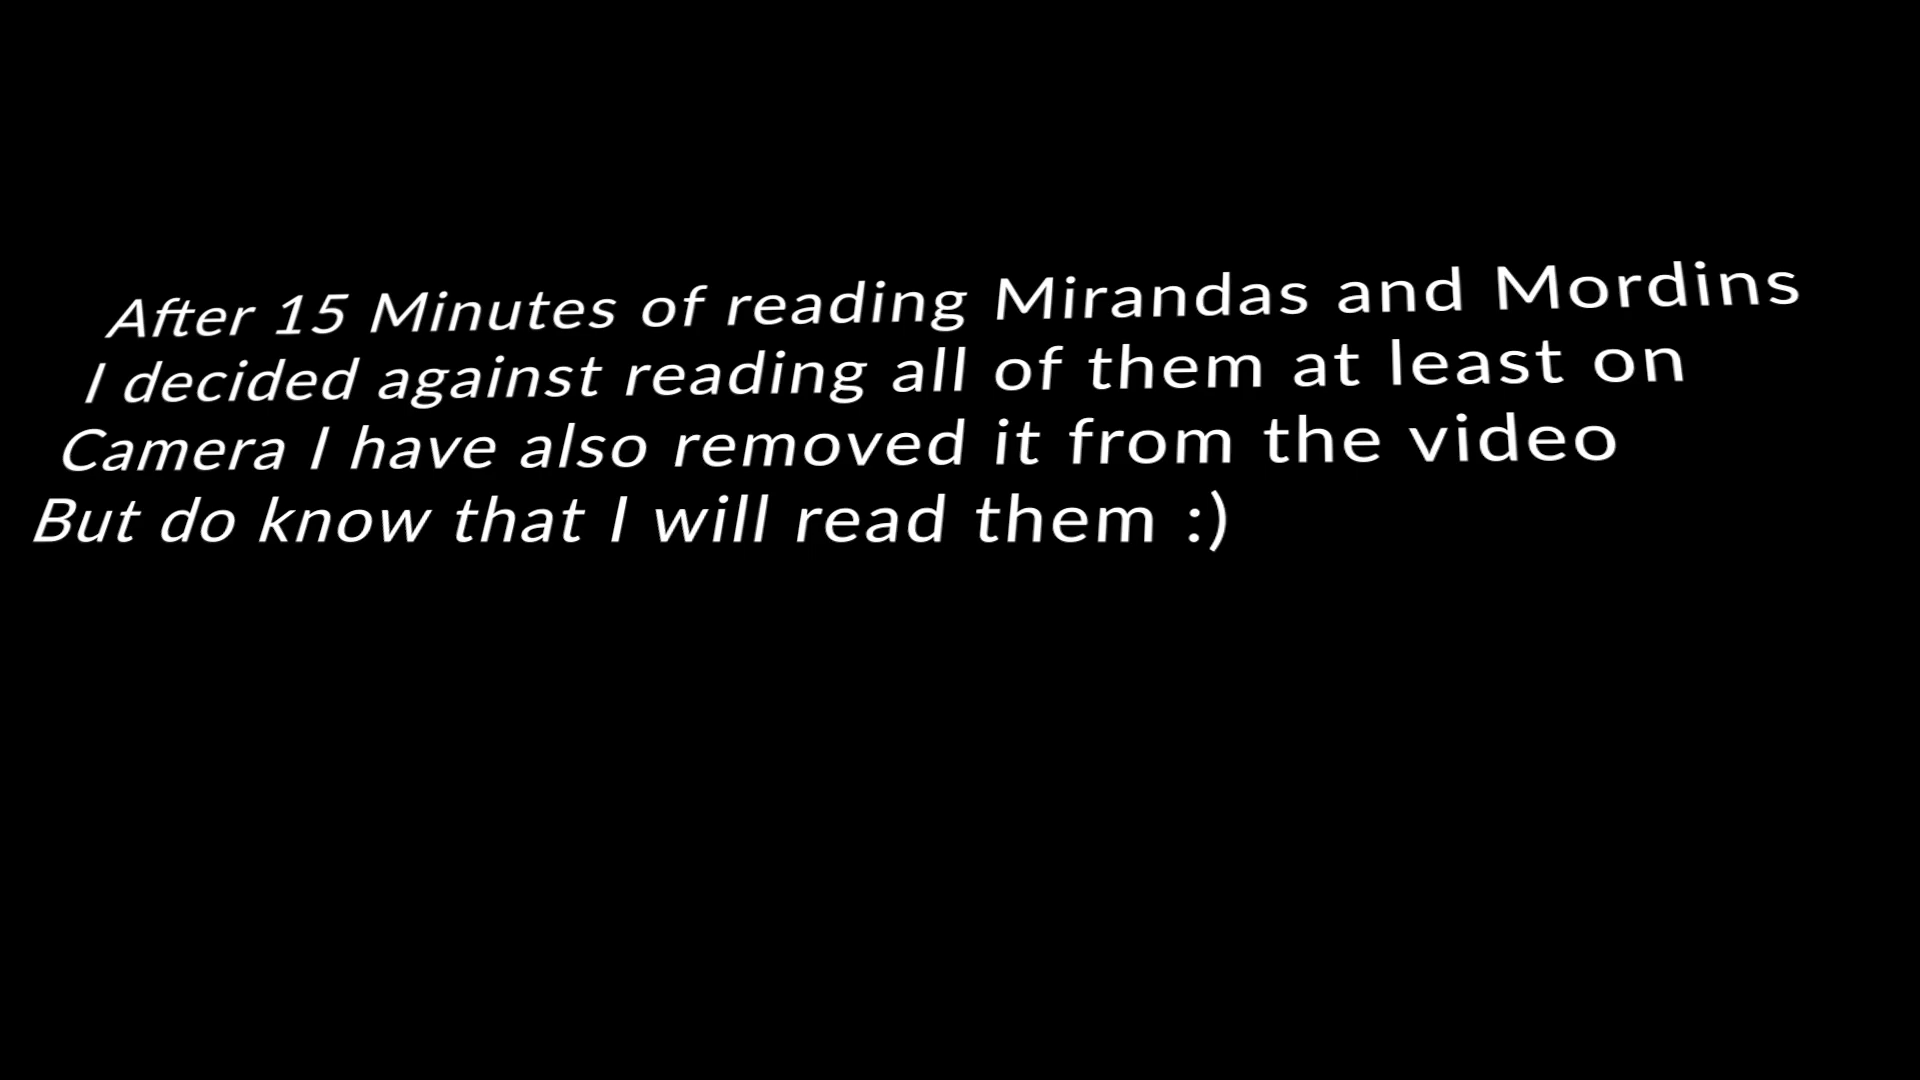 After 15 Minutes of reading Mirandas and Mordins
I decided against reading all of them at least on
Camera I have also removed it from the video
But do know that I will read them :)